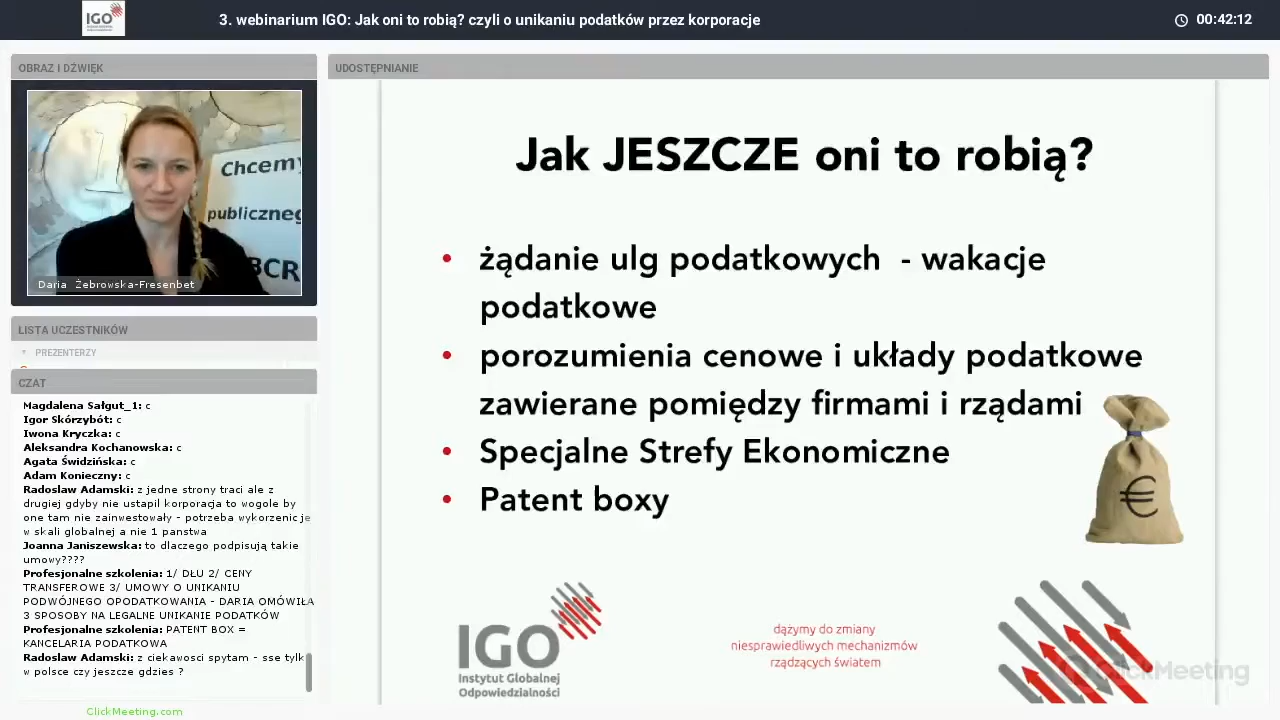 IGO
3. webinarium IGO: Jak oni to robią? czyli o unikaniu podatków przez korporacje
00:42:12
OBRAZ I DŹWIĘK
Chcemy
publiczneg
BCR
Daria Żebrowska-Fresenbet
LISTA UCZESTNIKÓW
PREZENTERZY
CZAT
Magdalena Sałgut_1: c
Igor Skórzybót: c
Iwona Kryczka: c
Aleksandra Kochanowska: c
Agata Świdzińska: c
Adam Konieczny: c
Radoslaw Adamski: z jedne strony traci ale z
drugiej gdyby nie ustapil korporacja to wogole by
one tam nie zainwestowały - potrzeba wykorzenic je
w skali globalnej a nie 1 panstwa
Joanna Janiszewska: to dlaczego podpisują takie
umowy????
Profesjonalne szkolenia: 1/ DŁU 2/ CENY
TRANSFEROWE 3/ UMOWY O UNIKANIU
PODWÓJNEGO OPODATKOWANIA - DARIA OMÓWIŁA
3 SPOSOBY NA LEGALNE UNIKANIE PODATKÓW
Profesjonalne szkolenia: PATENT BOX =
KANCELARIA PODATKOWA
Radoslaw Adamski: z ciekawosci spytam - sse tylk
w polsce czy jeszcze gdzies ?
ClickMeeting.com
UDOSTĘPNIANIE
Jak JESZCZE oni to robią?
• żądanie ulg podatkowych - wakacje
podatkowe
• porozumienia cenowe i układy podatkowe
zawierane pomiędzy firmami i rządami
• Specjalne Strefy Ekonomiczne
• Patent boxy
€
IGO
Instytut Globalnej
Odpowiedzialności
dążymy do zmiany
niesprawiedliwych mechanizmów
rządzących światem
ClickMeeting